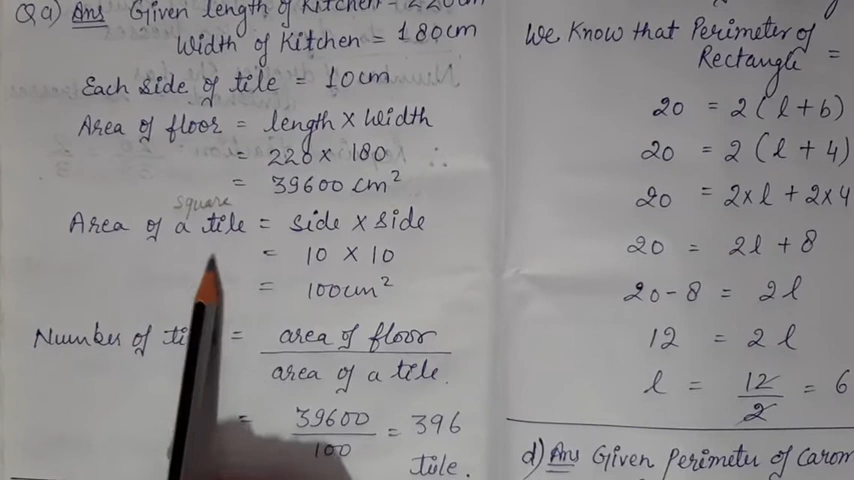 Qa) Ans Given length of Kitchen = 220cm
Width of Kitchen = 180cm
Each side of tile = 10cm
Area of floor = length x width
= 220 x 180
= 39600 cm²
square
Area of a tile = side x side
= 10 x 10
= 100cm²
Number of = area of floor
area of a tile.
= 39600
100
= 396
tile.
We Know that Perimeter of
Rectangle =
20 = 2(l+b)
20 = 2(l+4)
20 = 2xl+2x4
20 = 2l+8
20-8 = 2l
12 = 2l
l = 12
2
= 6
d) Ans Given Perimeter of Carom